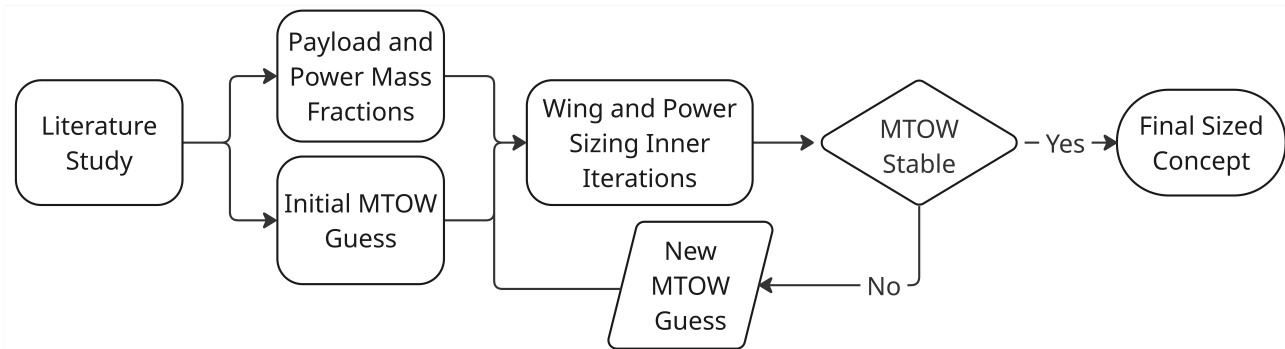 Literature
Study
Payload and
Power Mass
Fractions
Initial MTOW
Guess
Wing and Power
Sizing Inner
Iterations
MTOW
Stable
Yes
Final Sized
Concept
No
New
MTOW
Guess